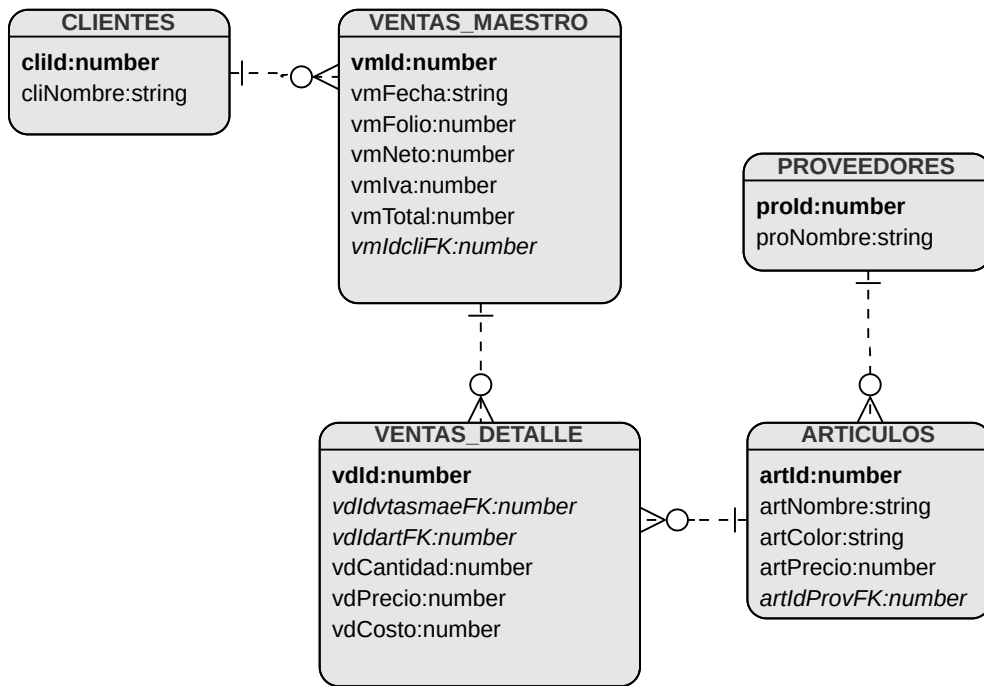 CLIENTES
cliId:number
cliNombre:string
VENTAS_MAESTRO
vmId:number
vmFecha:string
vmFolio:number
vmNeto:number
vmIva:number
vmTotal:number
vmIdcliFK:number
PROVEEDORES
proId:number
proNombre:string
VENTAS_DETALLE
vdId:number
vdIdvtasmaeFK:number
vdIdartFK:number
vdCantidad:number
vdPrecio:number
vdCosto:number
ARTICULOS
artId:number
artNombre:string
artColor:string
artPrecio:number
artIdProvFK:number